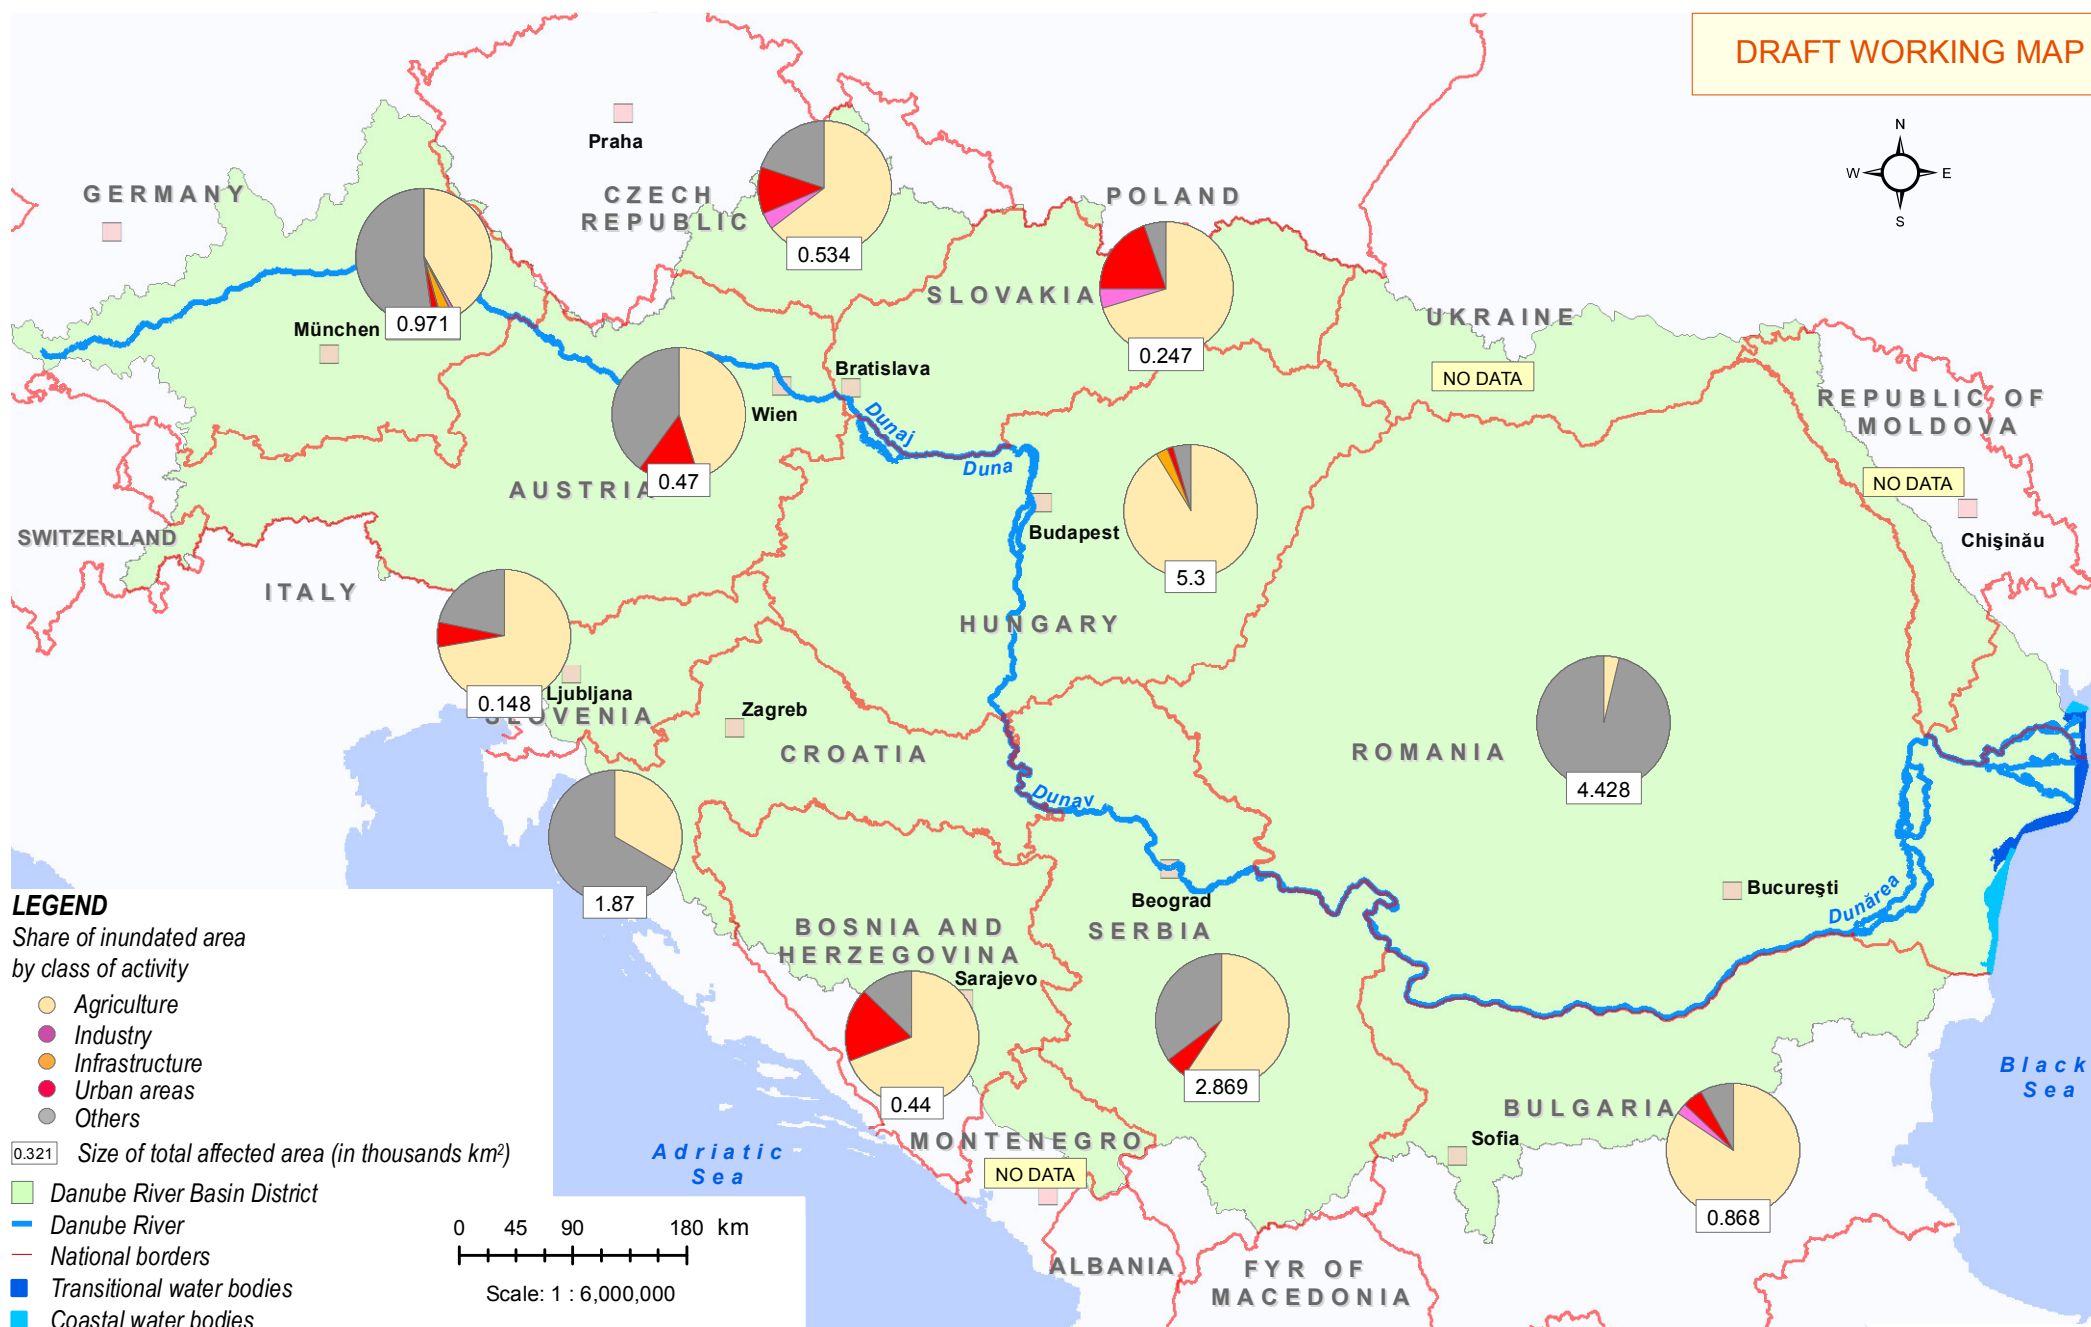 DRAFT WORKING MAP
N
W
E
S
Praha
GERMANY
CZECH
REPUBLIC
POLAND
0.534
SLOVAKIA
UKRAINE
München
0.971
0.247
NO DATA
Bratislava
Wien
REPUBLIC OF
MOLDOVA
Dunaj
Duna
NO DATA
0.47
AUSTRIA
Budapest
SWITZERLAND
Chişinău
5.3
ITALY
HUNGARY
Ljubljana
0.148
SLOVENIA
Zagreb
CROATIA
ROMANIA
4.428
Dunav
1.87
Beograd
Bucureşti
Dunărea
BOSNIA AND
HERZEGOVINA
SERBIA
Sarajevo
2.869
0.44
Black
Sea
BULGARIA
Sofia
MONTENEGRO
NO DATA
Adriatic
Sea
0.868
ALBANIA
FYR OF
MACEDONIA
LEGEND
Share of inundated area
by class of activity
Agriculture
Industry
Infrastructure
Urban areas
Others
0.321 Size of total affected area (in thousands km²)
Danube River Basin District
Danube River
National borders
Transitional water bodies
Coastal water bodies
0 45 90 180 km
Scale: 1 : 6,000,000